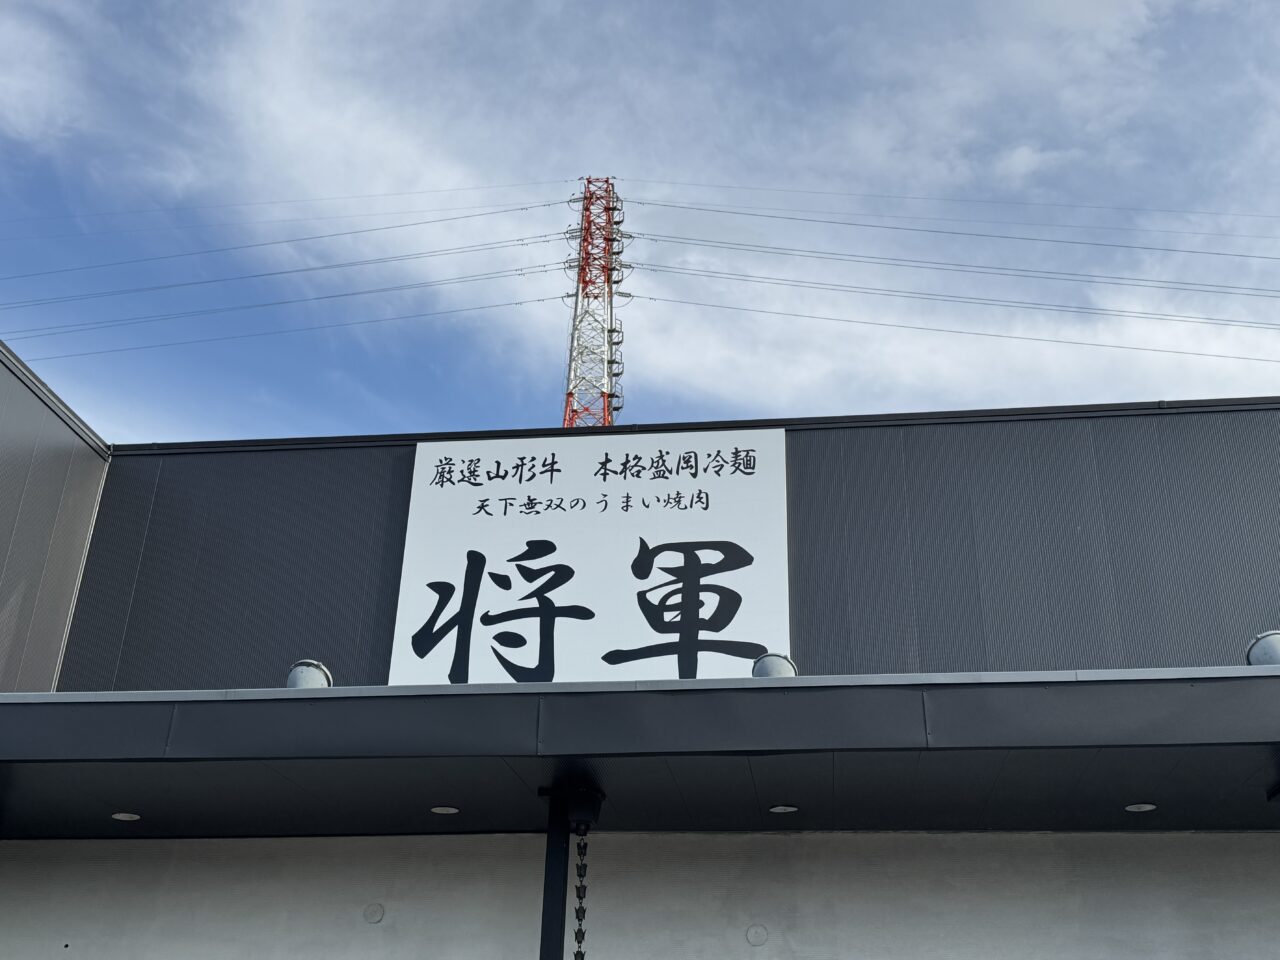 厳選山形牛 本格盛岡冷麺
天下無双のうまい焼肉
将軍